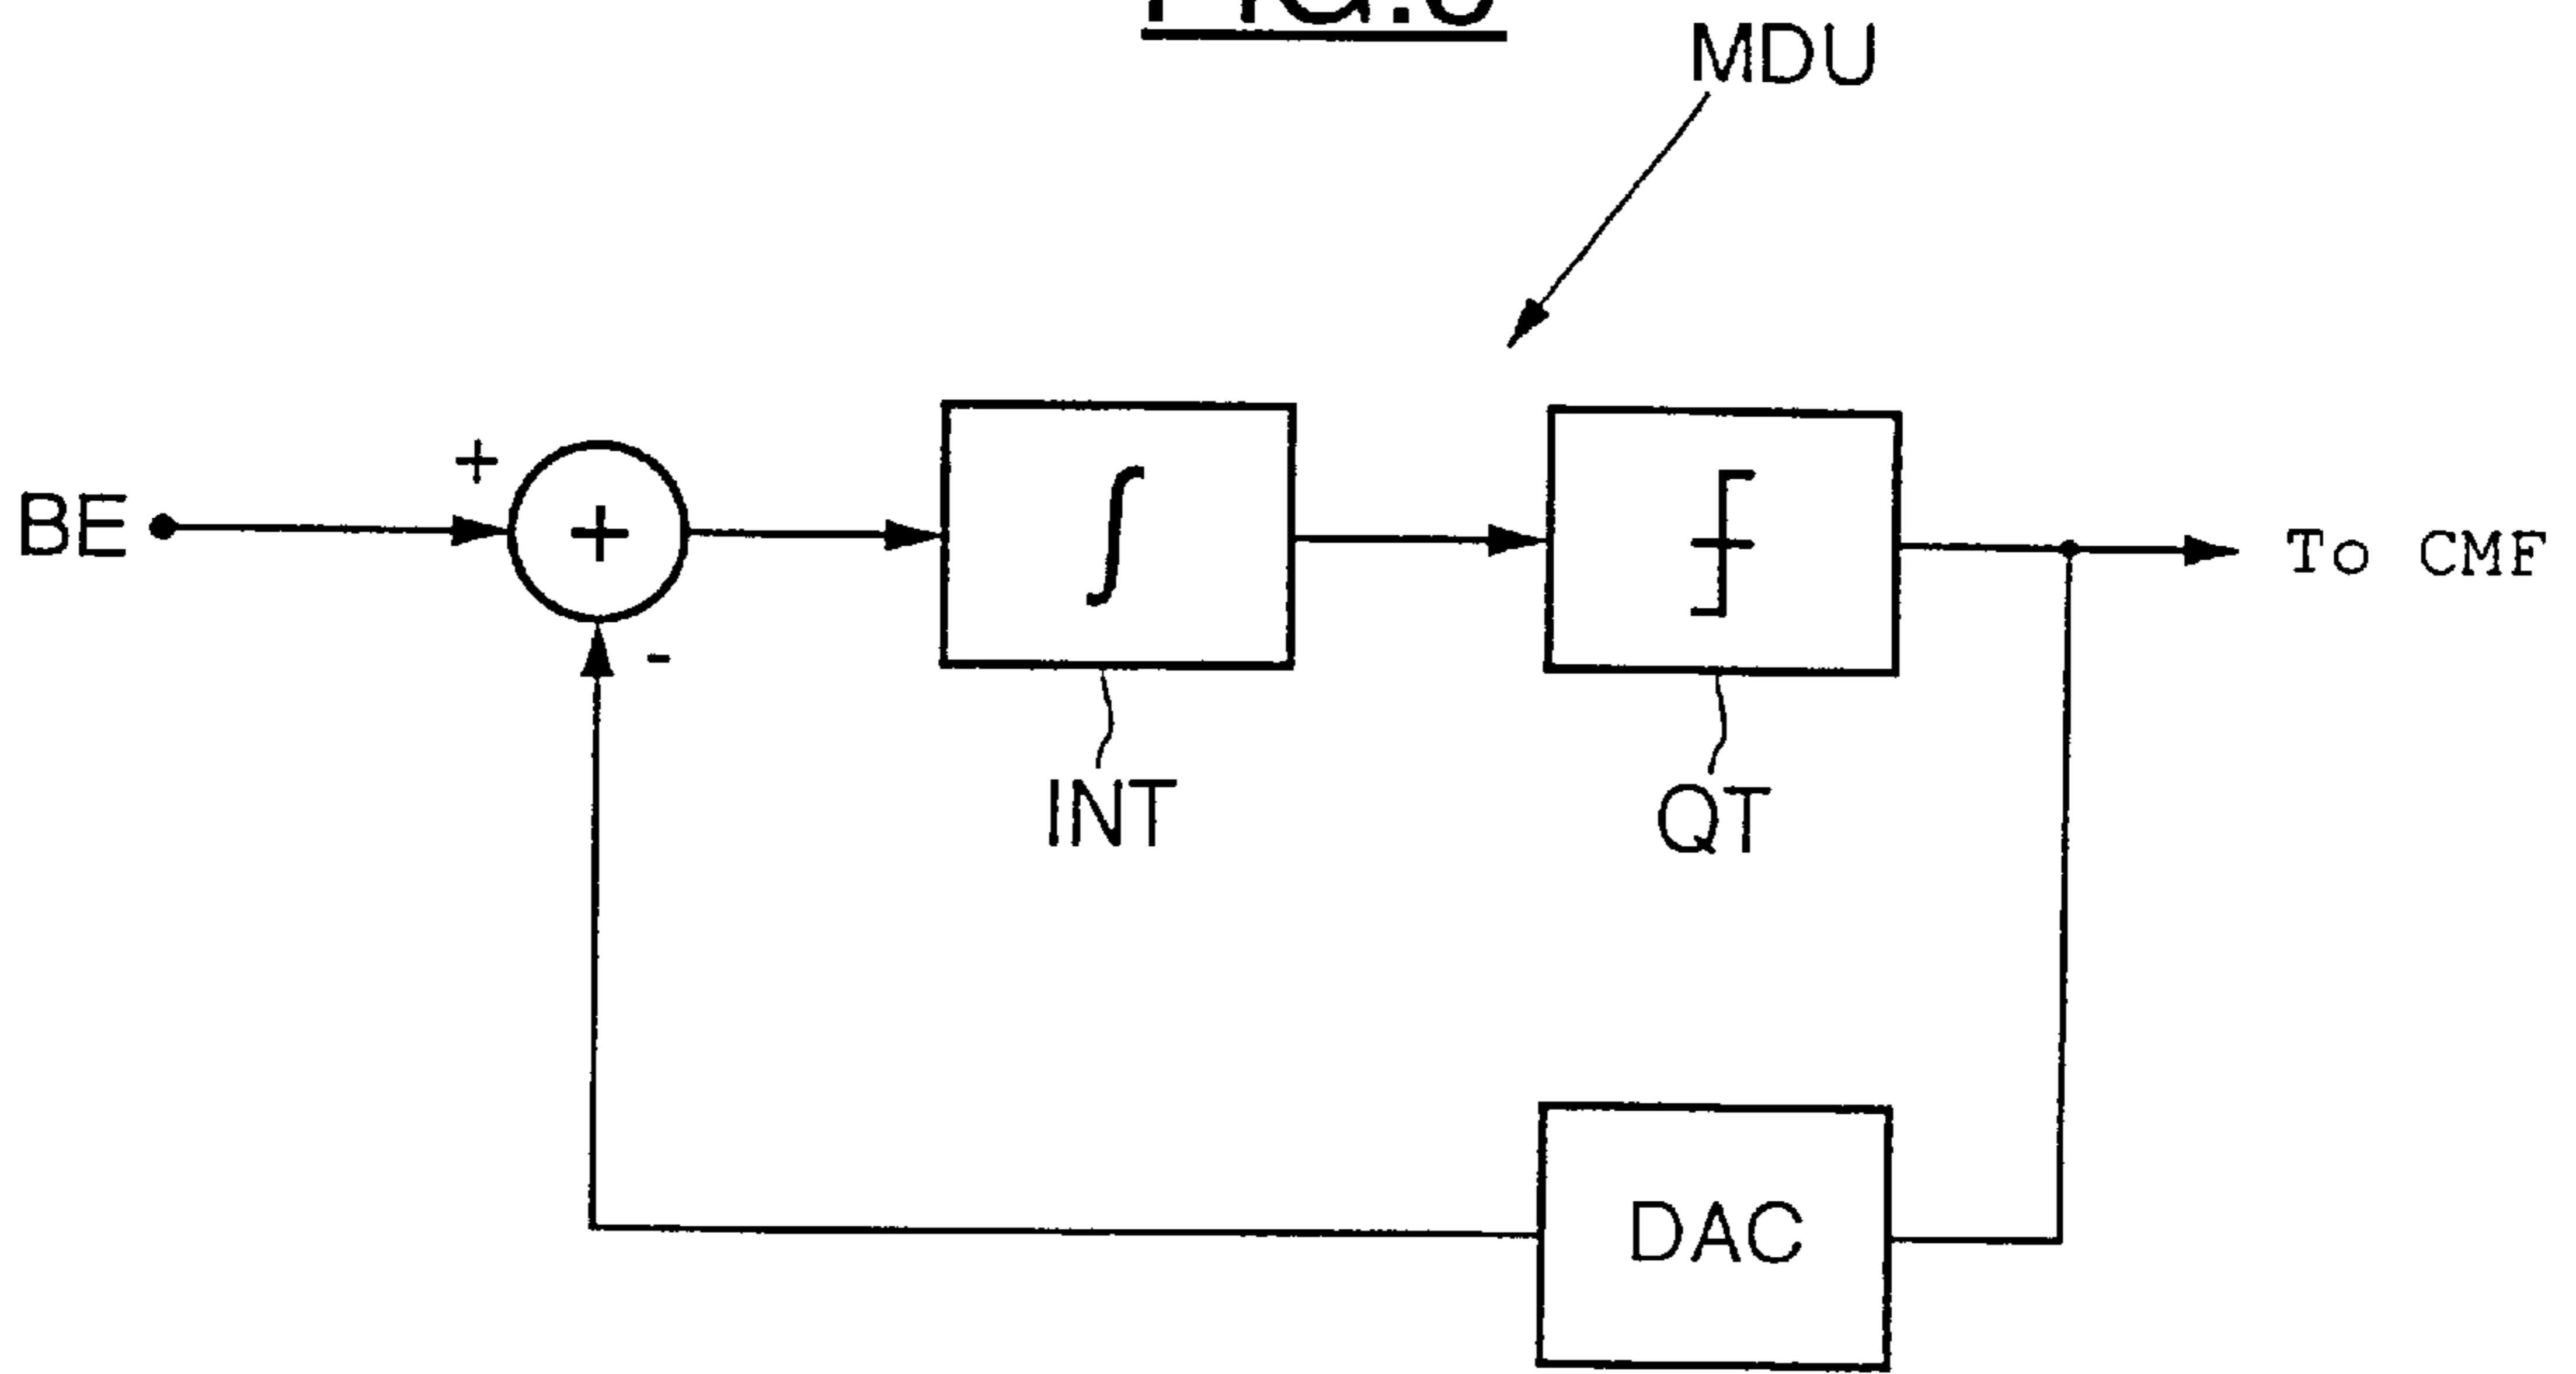 MDU
+
BE
+
∫
To CMF
-
INT
QT
DAC